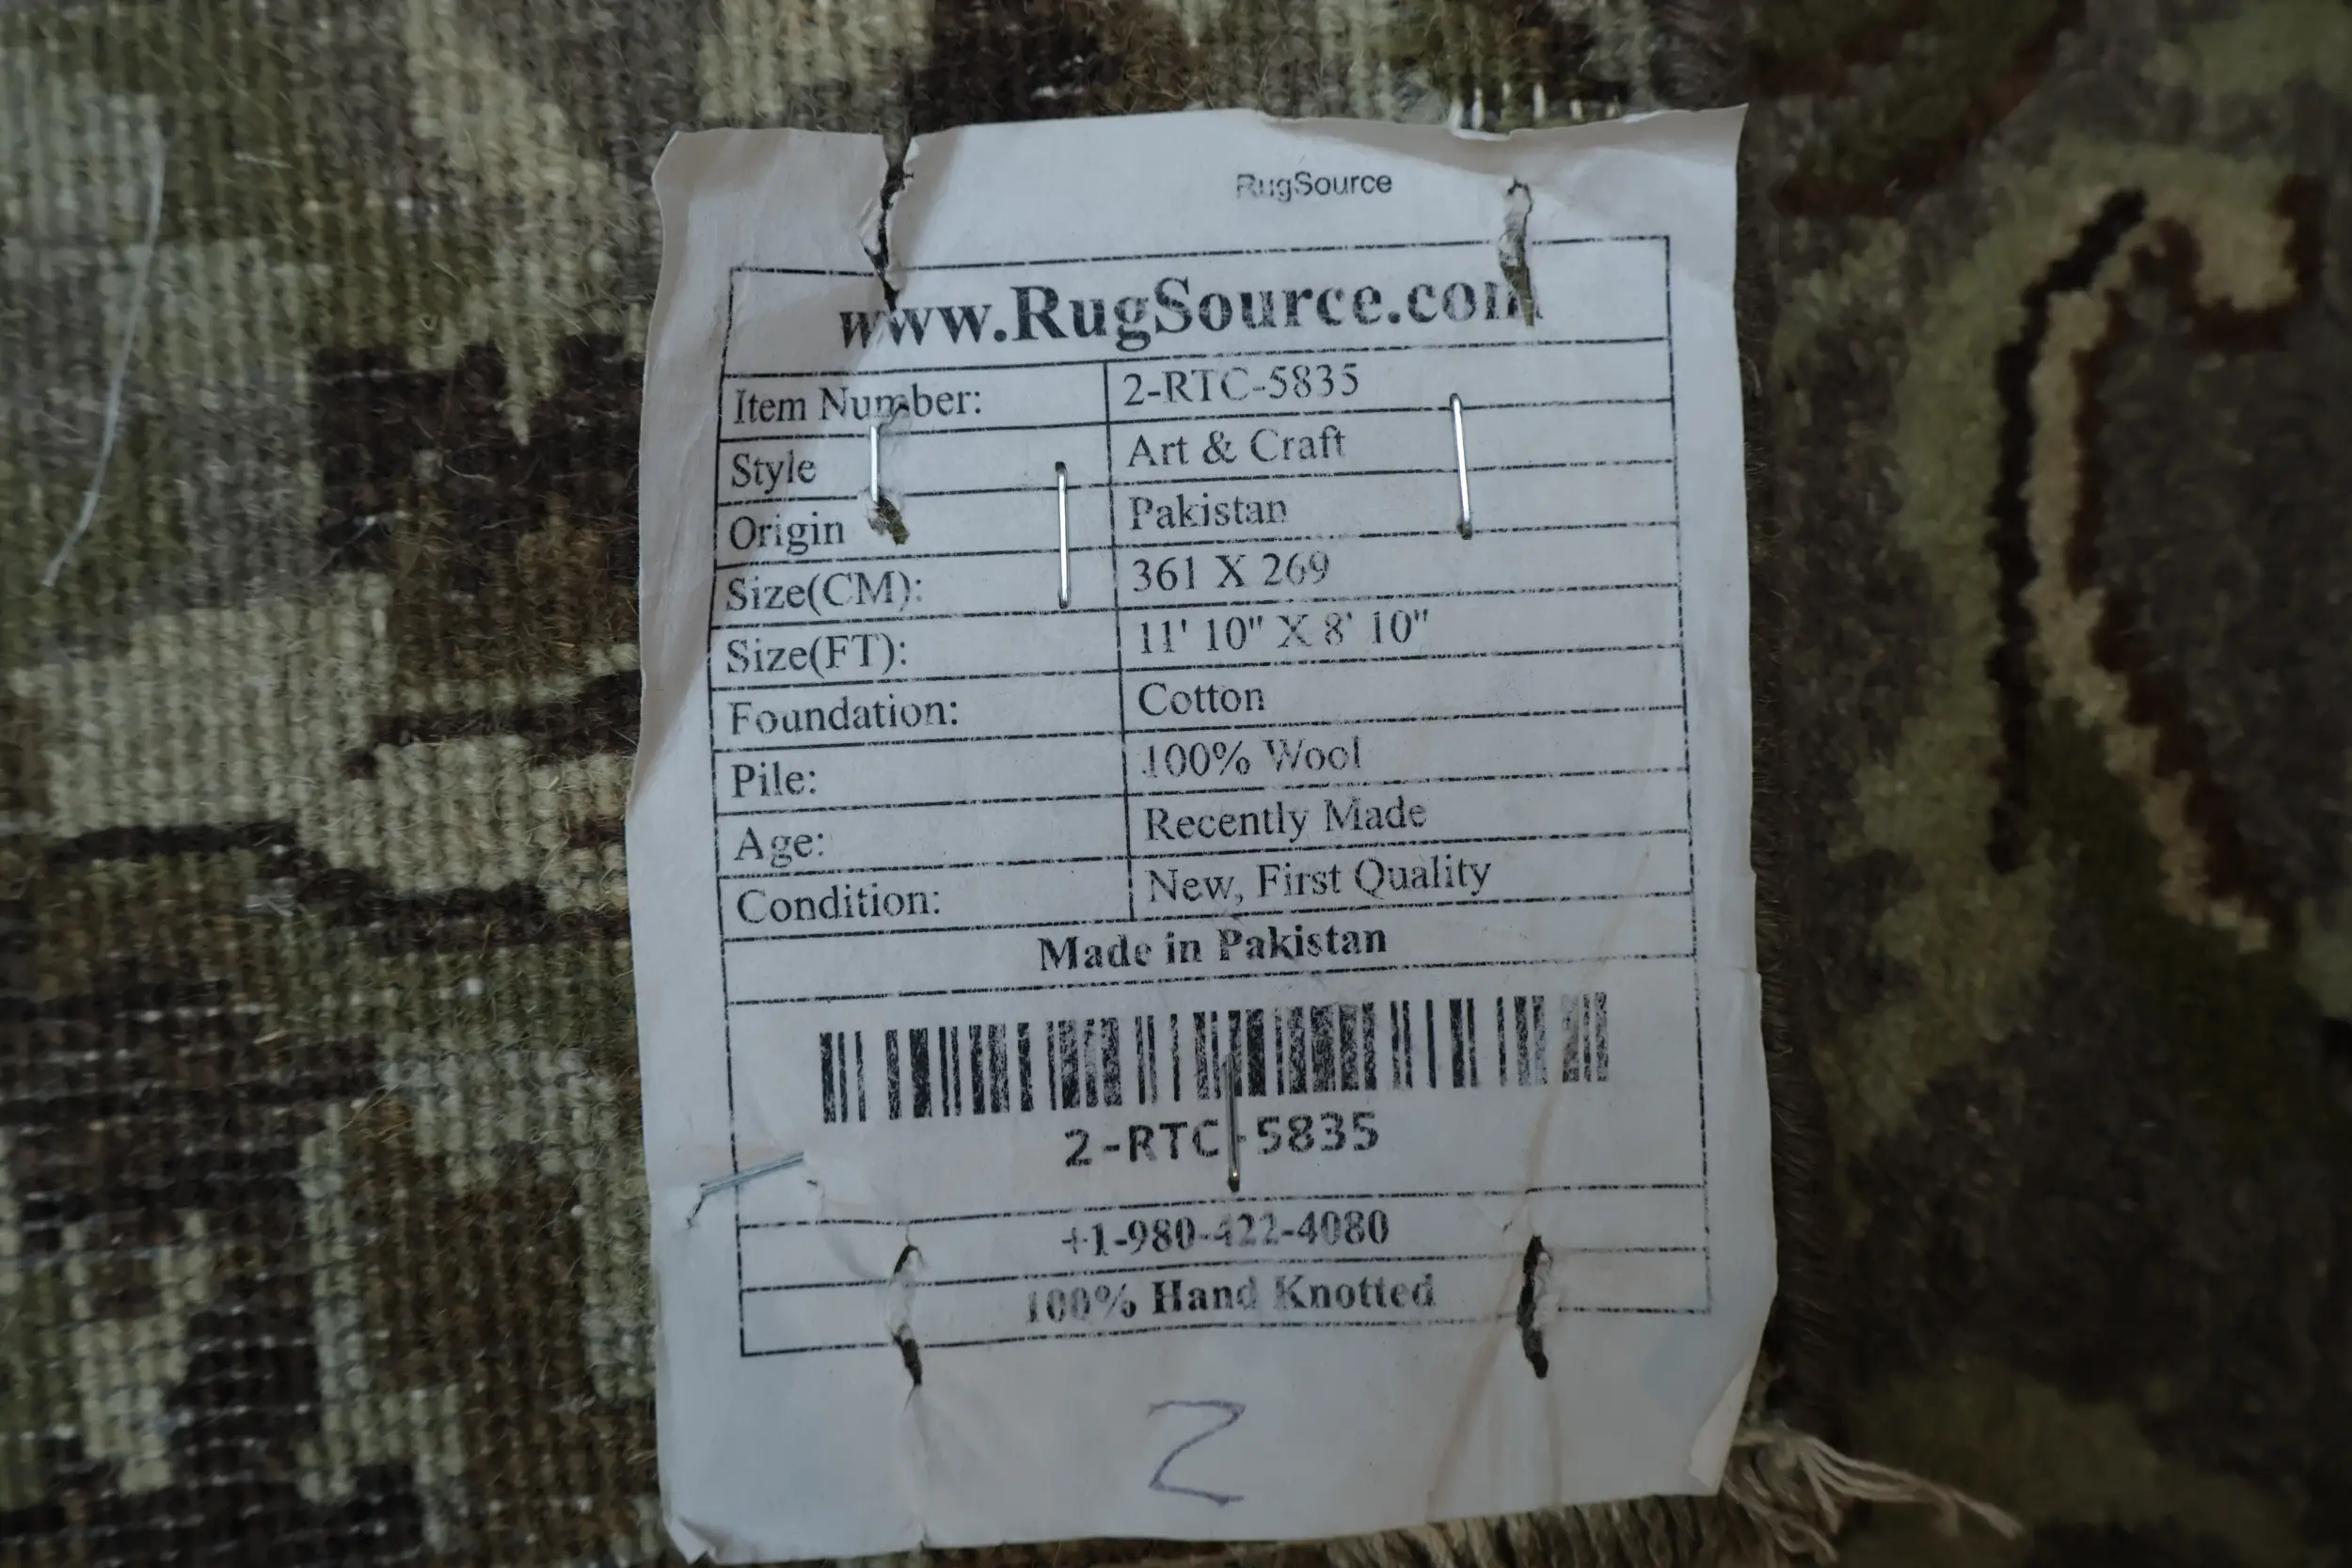 RugSource
www.RugSource.com
Item Number: 2-RTC-5835
Style Art & Craft
Origin Pakistan
Size(CM): 361 X 269
Size(FT): 11' 10" X 8' 10"
Foundation: Cotton
Pile: 100% Wool
Age: Recently Made
Condition: New, First Quality
Made in Pakistan
2-RTC-5835
+1-980-422-4080
100% Hand Knotted
2